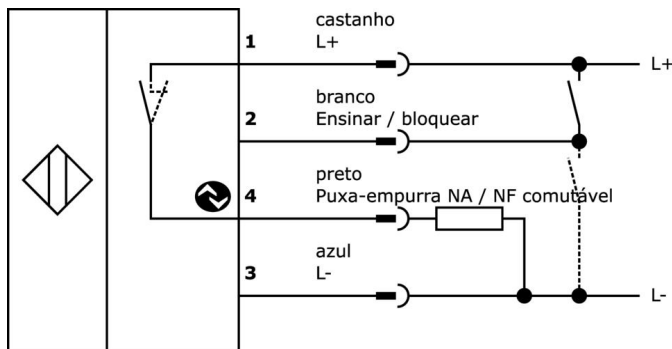 castanho
1 L+ L+
branco
2 Ensinar / bloquear
preto
4 Puxa-empurra NA / NF comutável
azul
3 L- L-